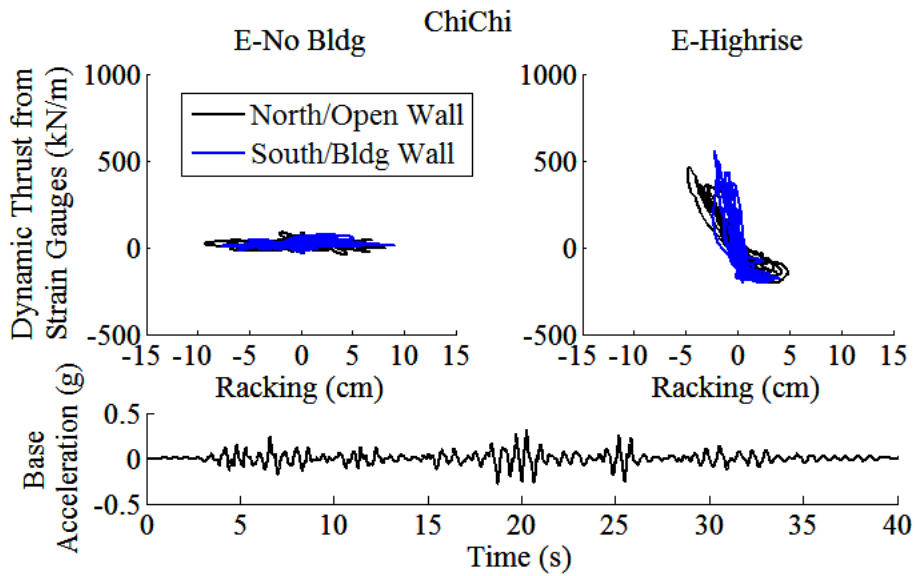 ChiChi
E-No Bldg
E-Highrise
Dynamic Thrust from
Strain Gauges (kN/m)
1000
500
0
-500
North/Open Wall
South/Bldg Wall
-15 -10 -5 0 5 10 15
Racking (cm)
1000
500
0
-500
-15 -10 -5 0 5 10 15
Racking (cm)
Base
Acceleration (g)
0.5
0
-0.5
0 5 10 15 20 25 30 35 40
Time (s)